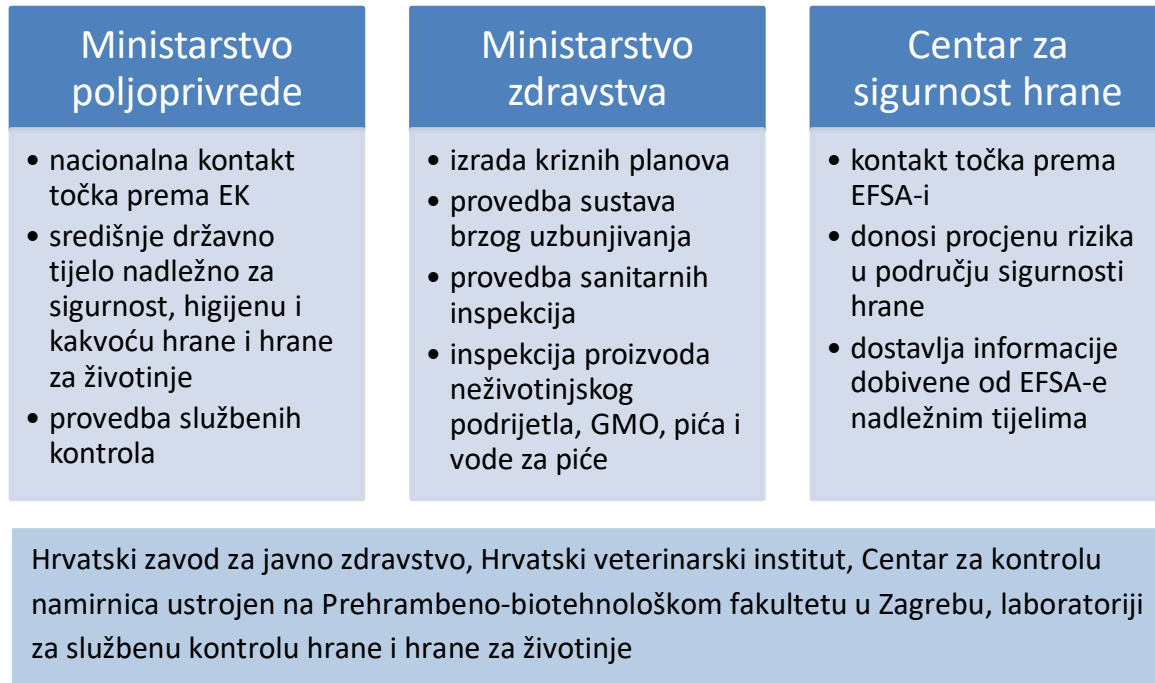 Ministarstvo
poljoprivrede
• nacionalna kontakt
točka prema EK
• središnje državno
tijelo nadležno za
sigurnost, higijenu i
kakvoću hrane i hrane
za životinje
• provedba službenih
kontrola
Ministarstvo
zdravstva
• izrada kriznih planova
• provedba sustava
brzog uzbunjivanja
• provedba sanitarnih
inspekcija
• inspekcija proizvoda
neživotinjskog
podrijetla, GMO, pića i
vode za piće
Centar za
sigurnost hrane
• kontakt točka prema
EFSA-i
• donosi procjenu rizika
u području sigurnosti
hrane
• dostavlja informacije
dobivene od EFSA-e
nadležnim tijelima
Hrvatski zavod za javno zdravstvo, Hrvatski veterinarski institut, Centar za kontrolu
namirnica ustrojen na Prehrambeno-biotehnološkom fakultetu u Zagrebu, laboratoriji
za službenu kontrolu hrane i hrane za životinje